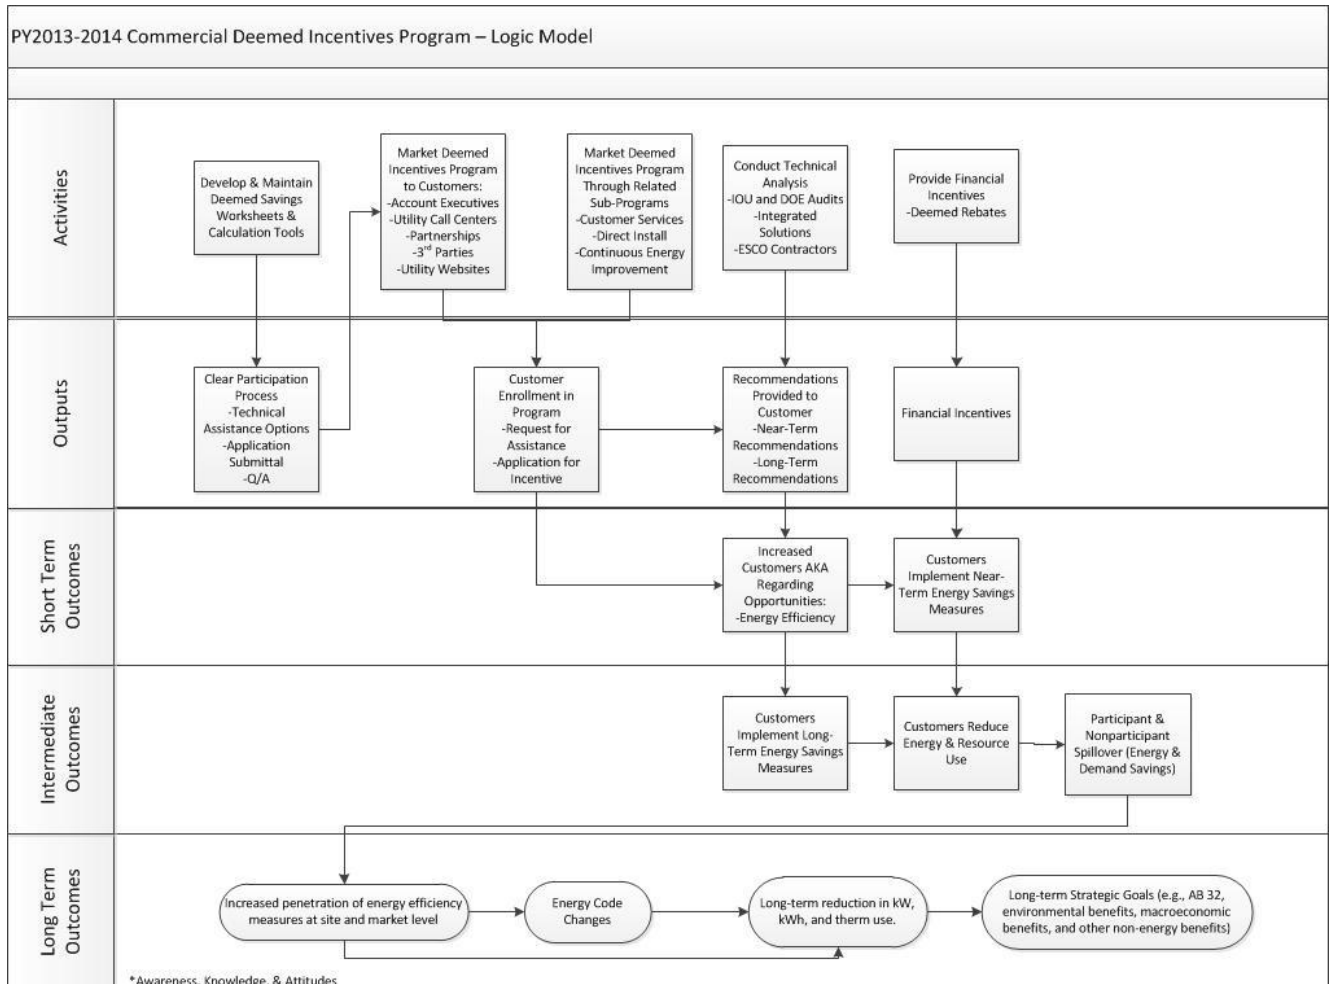 PY2013-2014 Commercial Deemed Incentives Program – Logic Model
Activities
Develop & Maintain
Deemed Savings
Worksheets &
Calculation Tools
Market Deemed
Incentives Program
to Customers:
-Account Executives
-Utility Call Centers
-Partnerships
-3rd Parties
-Utility Websites
Market Deemed
Incentives Program
Through Related
Sub-Programs
-Customer Services
-Direct Install
-Continuous Energy
Improvement
Conduct Technical
Analysis
-IOU and DOE Audits
-Integrated
Solutions
-ESCO Contractors
Provide Financial
Incentives
-Deemed Rebates
Outputs
Clear Participation
Process
-Technical
Assistance Options
-Application
Submittal
-Q/A
Customer
Enrollment in
Program
-Request for
Assistance
-Application for
Incentive
Recommendations
Provided to
Customer
-Near-Term
Recommendations
-Long-Term
Recommendations
Financial Incentives
Short Term
Outcomes
Increased
Customers AKA
Regarding
Opportunities:
-Energy Efficiency
Customers
Implement Near-
Term Energy Savings
Measures
Intermediate
Outcomes
Customers
Implement Long-
Term Energy Savings
Measures
Customers Reduce
Energy & Resource
Use
Participant &
Nonparticipant
Spillover (Energy &
Demand Savings)
Long Term
Outcomes
Increased penetration of energy efficiency
measures at site and market level
Energy Code
Changes
Long-term reduction in kW,
kWh, and therm use.
Long-term Strategic Goals (e.g., AB 32,
environmental benefits, macroeconomic
benefits, and other non-energy benefits)
*Awareness, Knowledge, & Attitudes